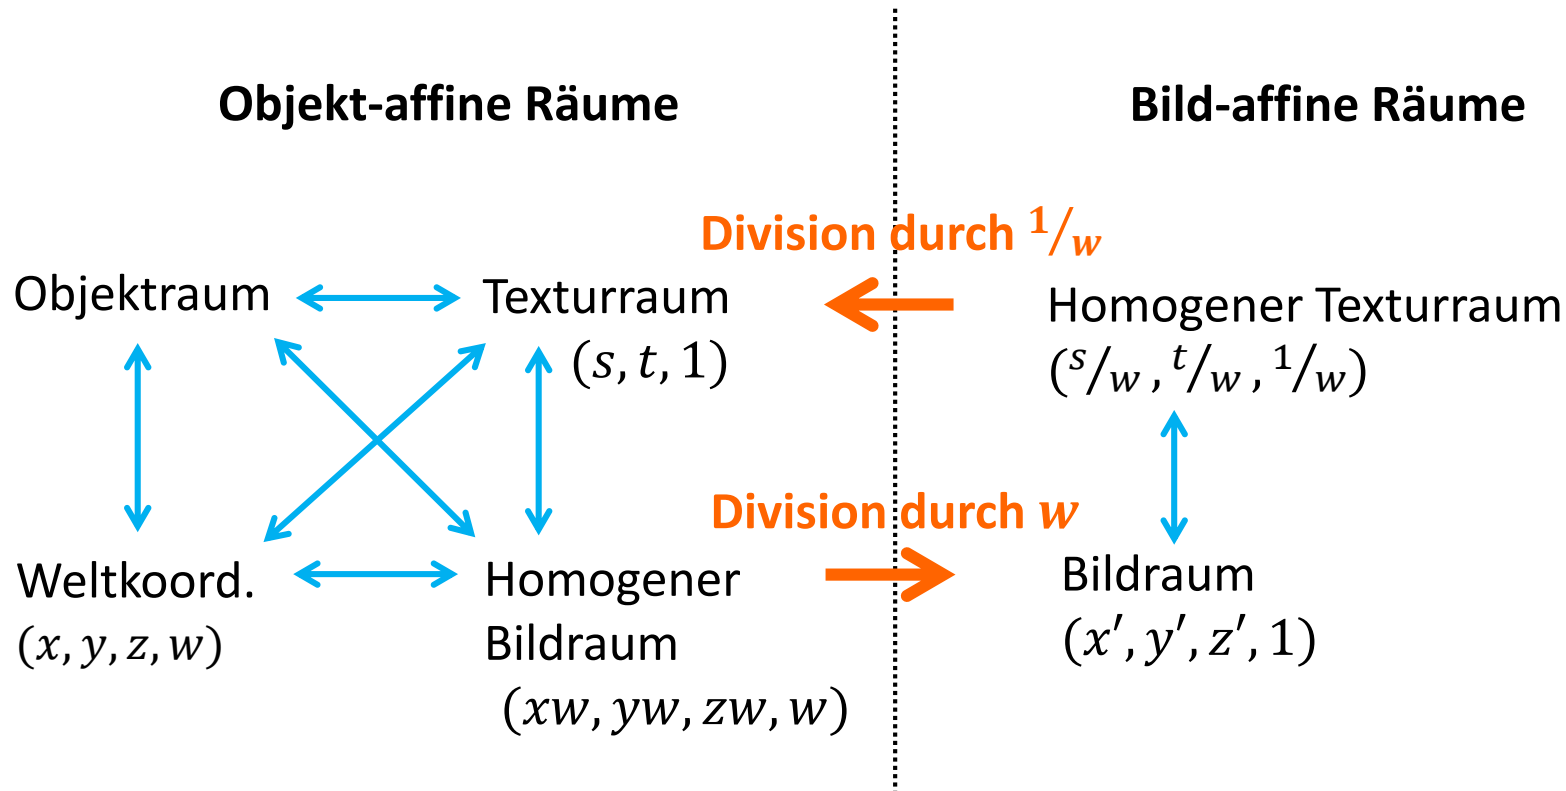 Objekt-affine Räume
Bild-affine Räume
Division durch 1/w
Objektraum
Texturraum
(s, t, 1)
Homogener Texturraum
(s/w , t/w , 1/w)
Division durch w
Weltkoord.
(x, y, z, w)
Homogener
Bildraum
(xw, yw, zw, w)
Bildraum
(x′, y′, z′, 1)